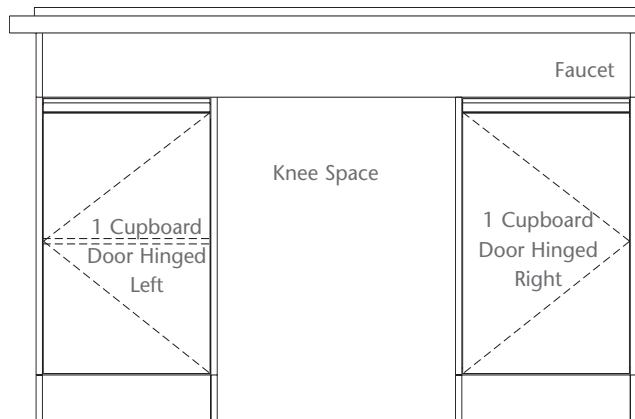 Faucet
Knee Space
1 Cupboard
Door Hinged
Left
1 Cupboard
Door Hinged
Right